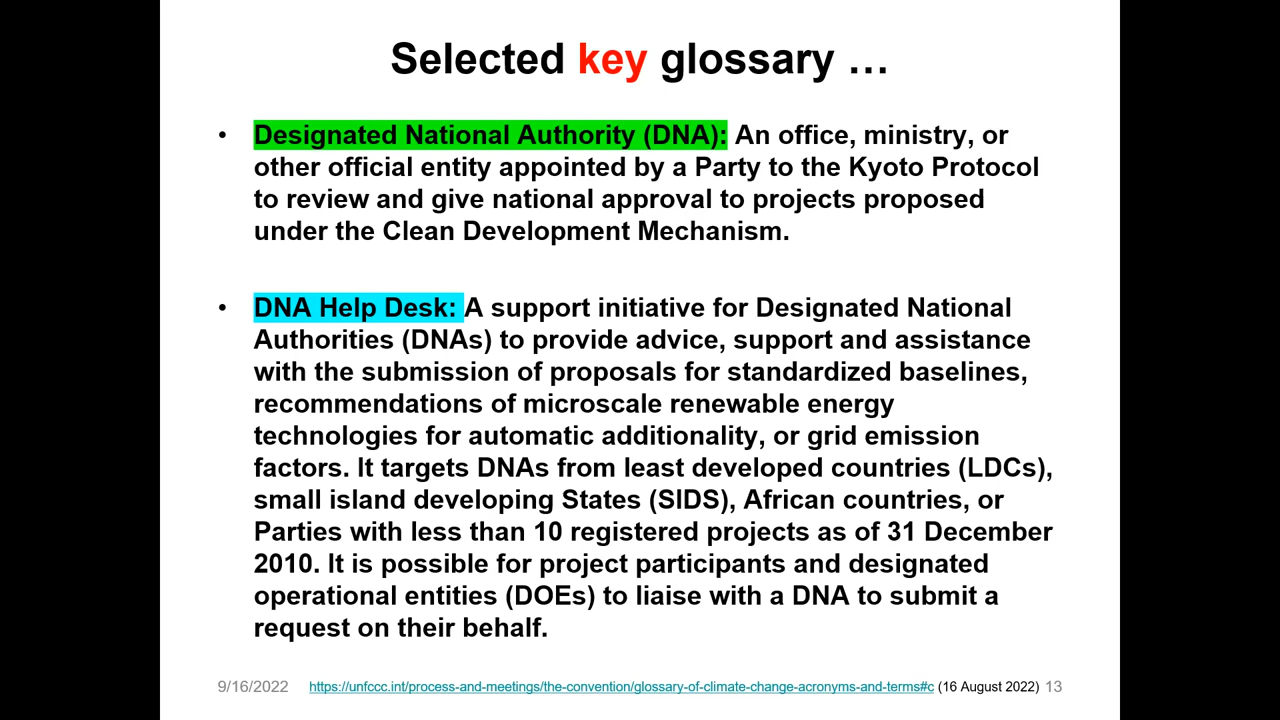 Selected key glossary …
• Designated National Authority (DNA): An office, ministry, or
other official entity appointed by a Party to the Kyoto Protocol
to review and give national approval to projects proposed
under the Clean Development Mechanism.
• DNA Help Desk: A support initiative for Designated National
Authorities (DNAs) to provide advice, support and assistance
with the submission of proposals for standardized baselines,
recommendations of microscale renewable energy
technologies for automatic additionality, or grid emission
factors. It targets DNAs from least developed countries (LDCs),
small island developing States (SIDS), African countries, or
Parties with less than 10 registered projects as of 31 December
2010. It is possible for project participants and designated
operational entities (DOEs) to liaise with a DNA to submit a
request on their behalf.
9/16/2022 https://unfccc.int/process-and-meetings/the-convention/glossary-of-climate-change-acronyms-and-terms#c (16 August 2022) 13